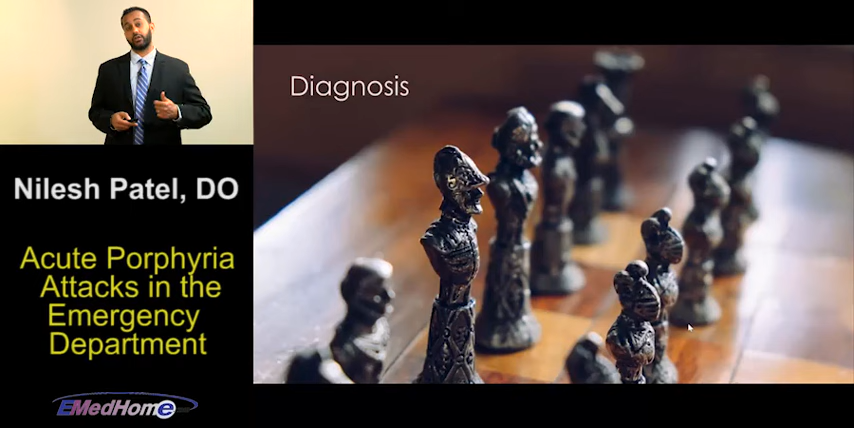 Nilesh Patel, DO
Acute Porphyria
Attacks in the
Emergency
Department
EMedHome
Diagnosis